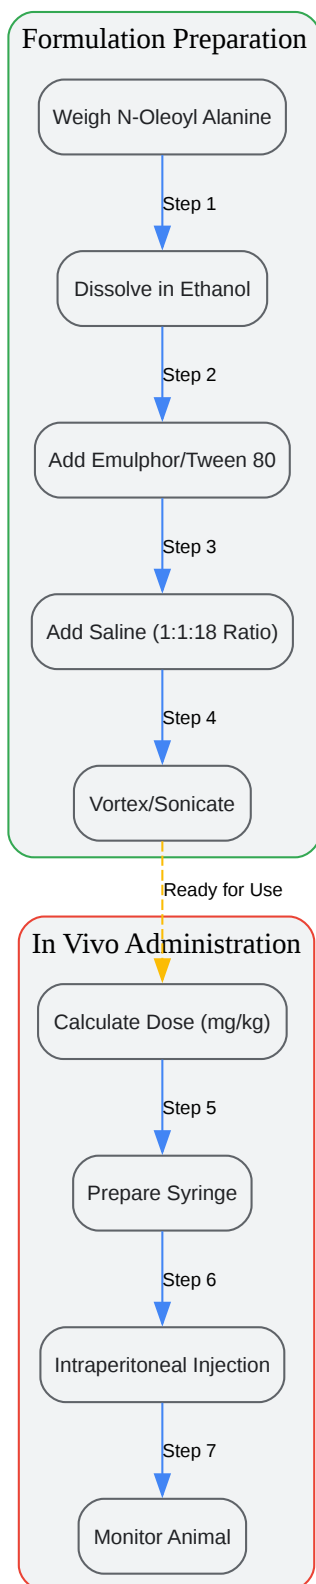 Formulation Preparation
Weigh N-Oleoyl Alanine
Step 1
Dissolve in Ethanol
Step 2
Add Emulphor/Tween 80
Step 3
Add Saline (1:1:18 Ratio)
Step 4
Vortex/Sonicate
Ready for Use
In Vivo Administration
Calculate Dose (mg/kg)
Step 5
Prepare Syringe
Step 6
Intraperitoneal Injection
Step 7
Monitor Animal